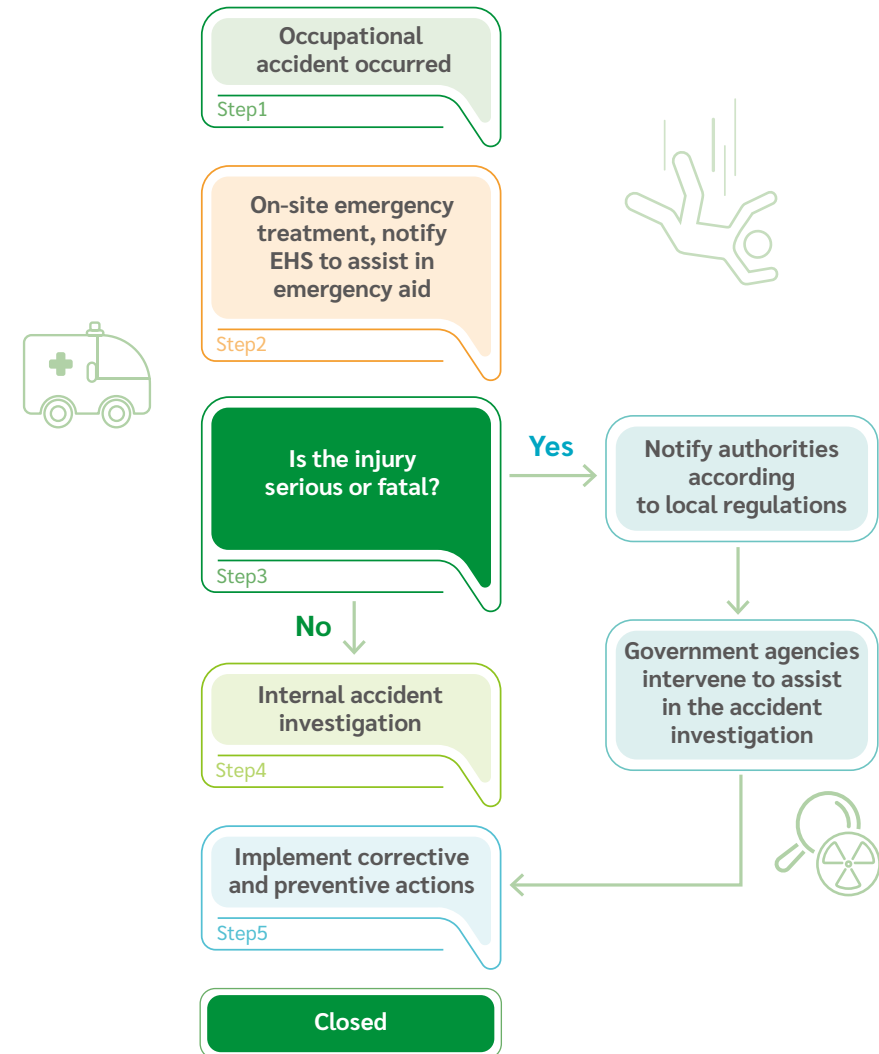 Occupational
accident occurred
Step1
On-site emergency
treatment, notify
EHS to assist in
emergency aid
Step2
Is the injury
serious or fatal?
Step3
Yes
Notify authorities
according
to local regulations
Government agencies
intervene to assist
in the accident
investigation
No
Internal accident
investigation
Step4
Implement corrective
and preventive actions
Step5
Closed